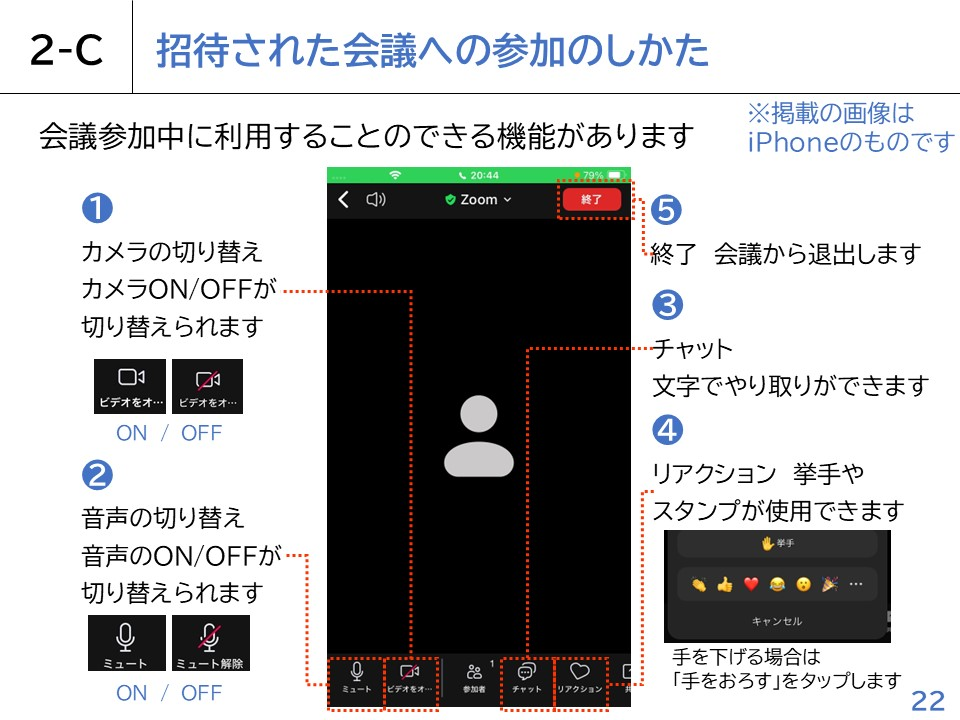 2-C
招待された会議への参加のしかた
※掲載の画像は
iPhoneのものです
会議参加中に利用することのできる機能があります
❶
カメラの切り替え
カメラON/OFFが
切り替えられます
ビデオをオ…
ビデオをオ…
ON / OFF
❷
音声の切り替え
音声のON/OFFが
切り替えられます
ミュート
ミュート解除
ON / OFF
20:44
79%
Zoom
終了
ミュート
ビデオをオ…
1
参加者
チャット
リアクション
❺
終了 会議から退出します
❸
チャット
文字でやり取りができます
❹
リアクション 挙手や
スタンプが使用できます
✋挙手
👏 👍 ❤️ 😂 😮 🎉 …
キャンセル
手を下げる場合は
「手をおろす」をタップします
22